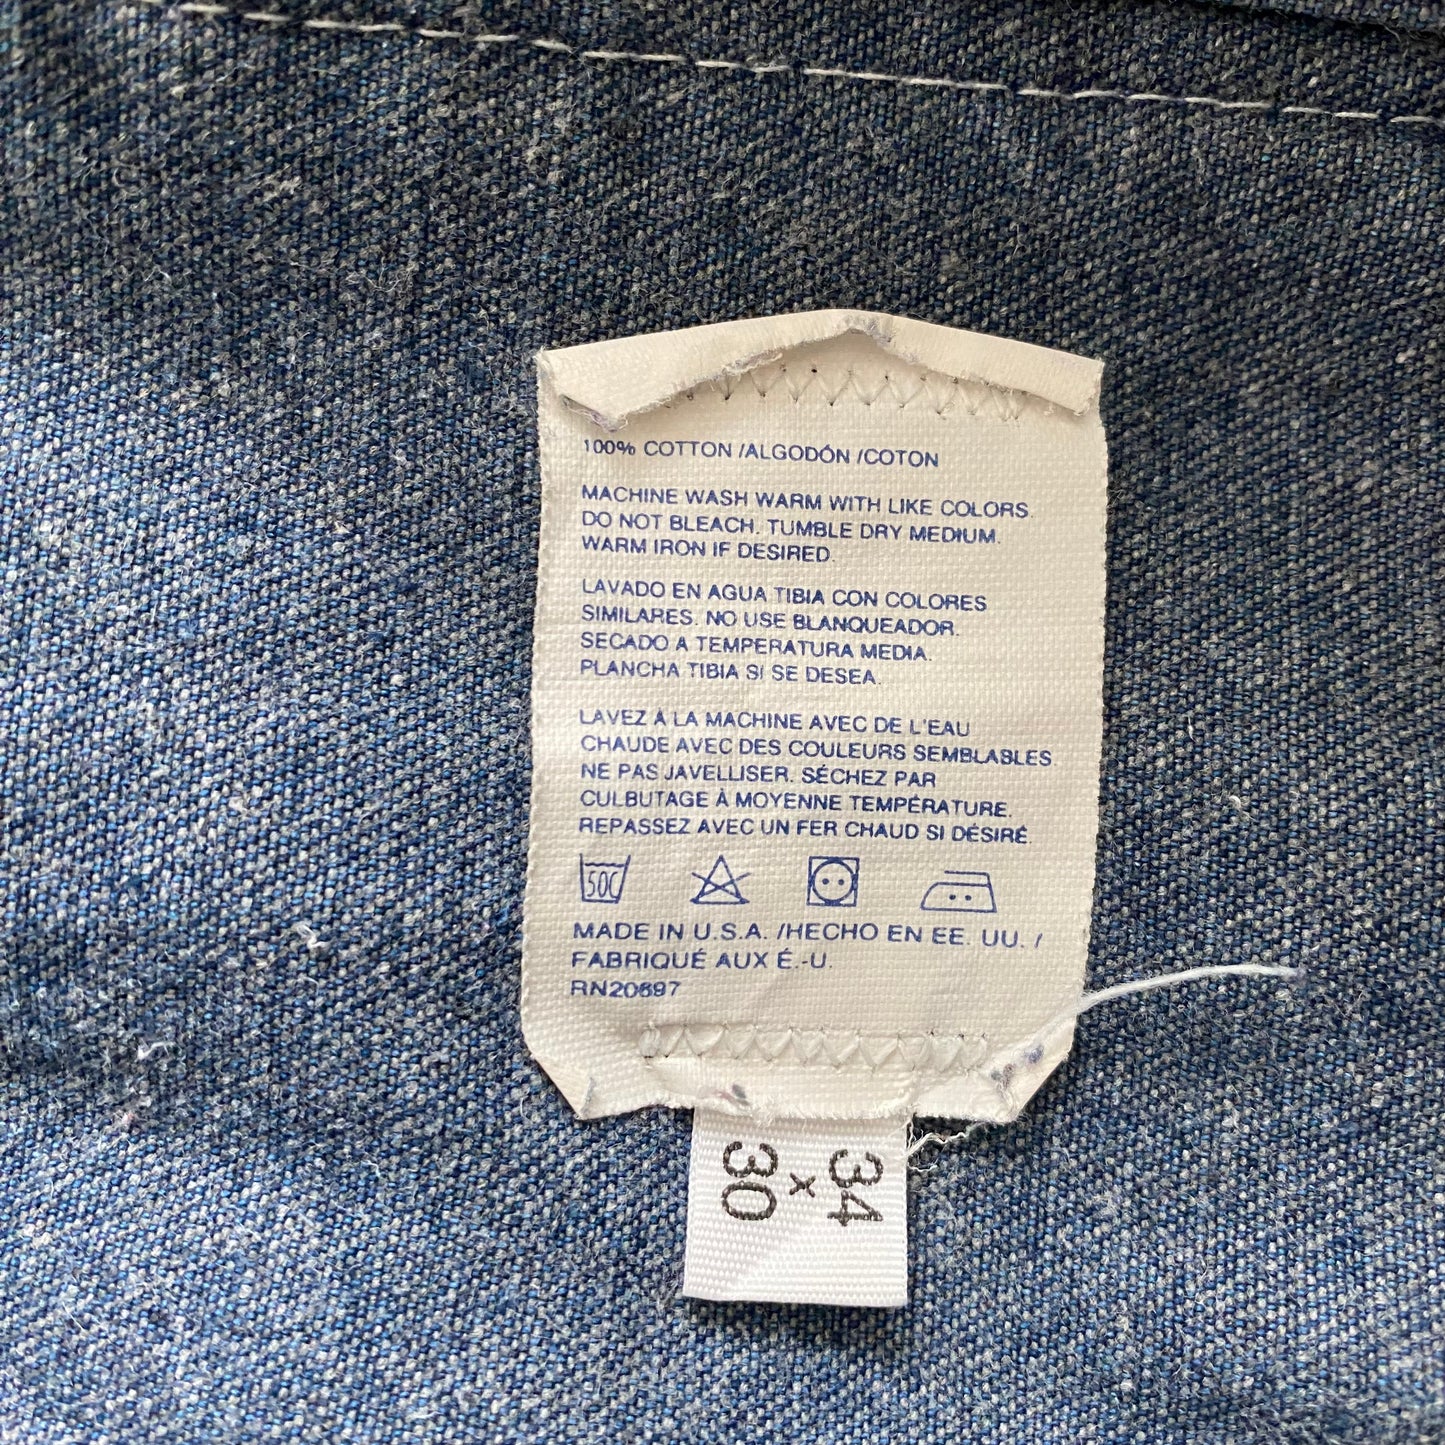 100% COTTON /ALGODÓN /COTON
MACHINE WASH WARM WITH LIKE COLORS.
DO NOT BLEACH. TUMBLE DRY MEDIUM.
WARM IRON IF DESIRED.
LAVADO EN AGUA TIBIA CON COLORES
SIMILARES. NO USE BLANQUEADOR.
SECADO A TEMPERATURA MEDIA.
PLANCHA TIBIA SI SE DESEA.
LAVEZ À LA MACHINE AVEC DE L'EAU
CHAUDE AVEC DES COULEURS SEMBLABLES.
NE PAS JAVELLISER. SÉCHEZ PAR
CULBUTAGE À MOYENNE TEMPÉRATURE.
REPASSEZ AVEC UN FER CHAUD SI DÉSIRÉ.
50C
MADE IN U.S.A. /HECHO EN EE. UU. /
FABRIQUÉ AUX É.-U.
RN20697
34
x
30